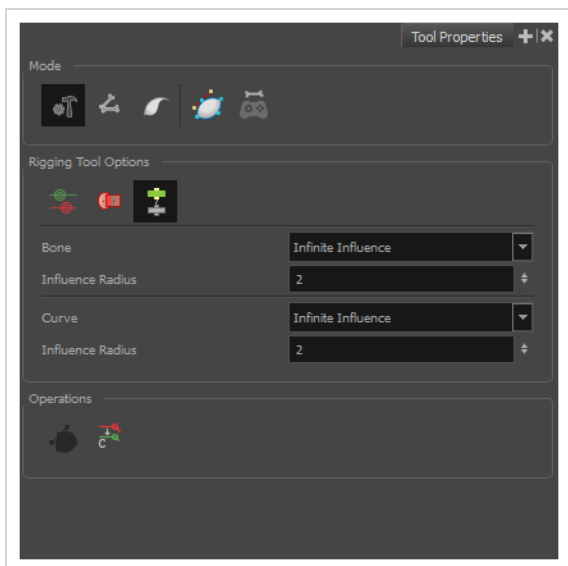 Tool Properties
Mode
Rigging Tool Options
Bone
Infinite Influence
Influence Radius
2
Curve
Infinite Influence
Influence Radius
2
Operations
C